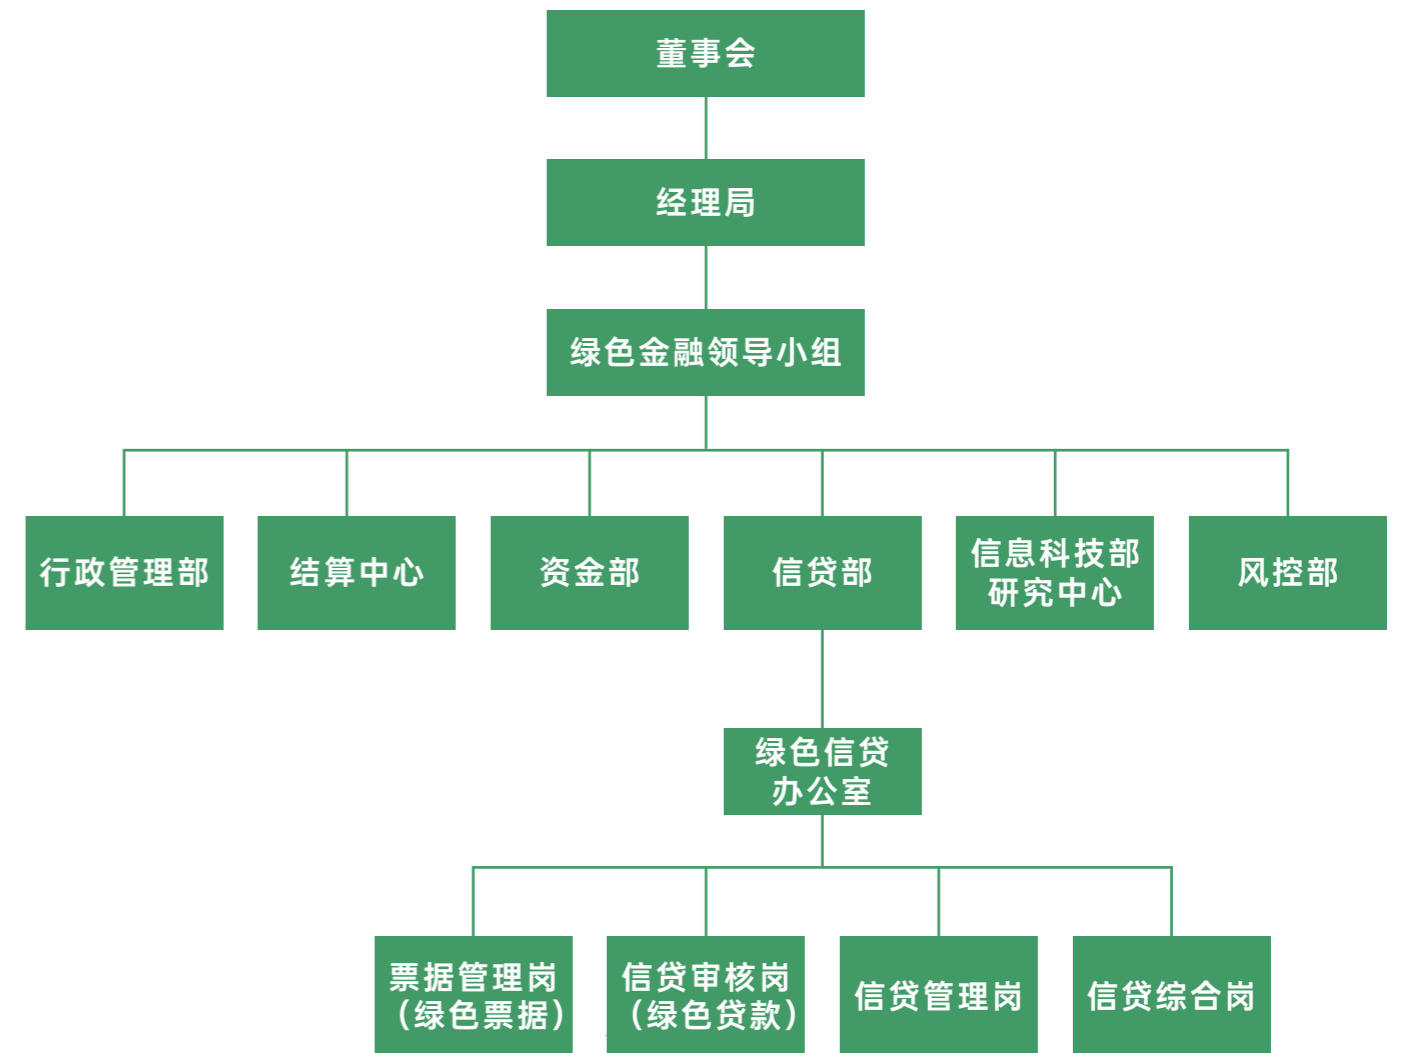 董事会
经理局
绿色金融领导小组
行政管理部
结算中心
资金部
信贷部
信息科技部
研究中心
风控部
绿色信贷
办公室
票据管理岗
（绿色票据）
信贷审核岗
（绿色贷款）
信贷管理岗
信贷综合岗